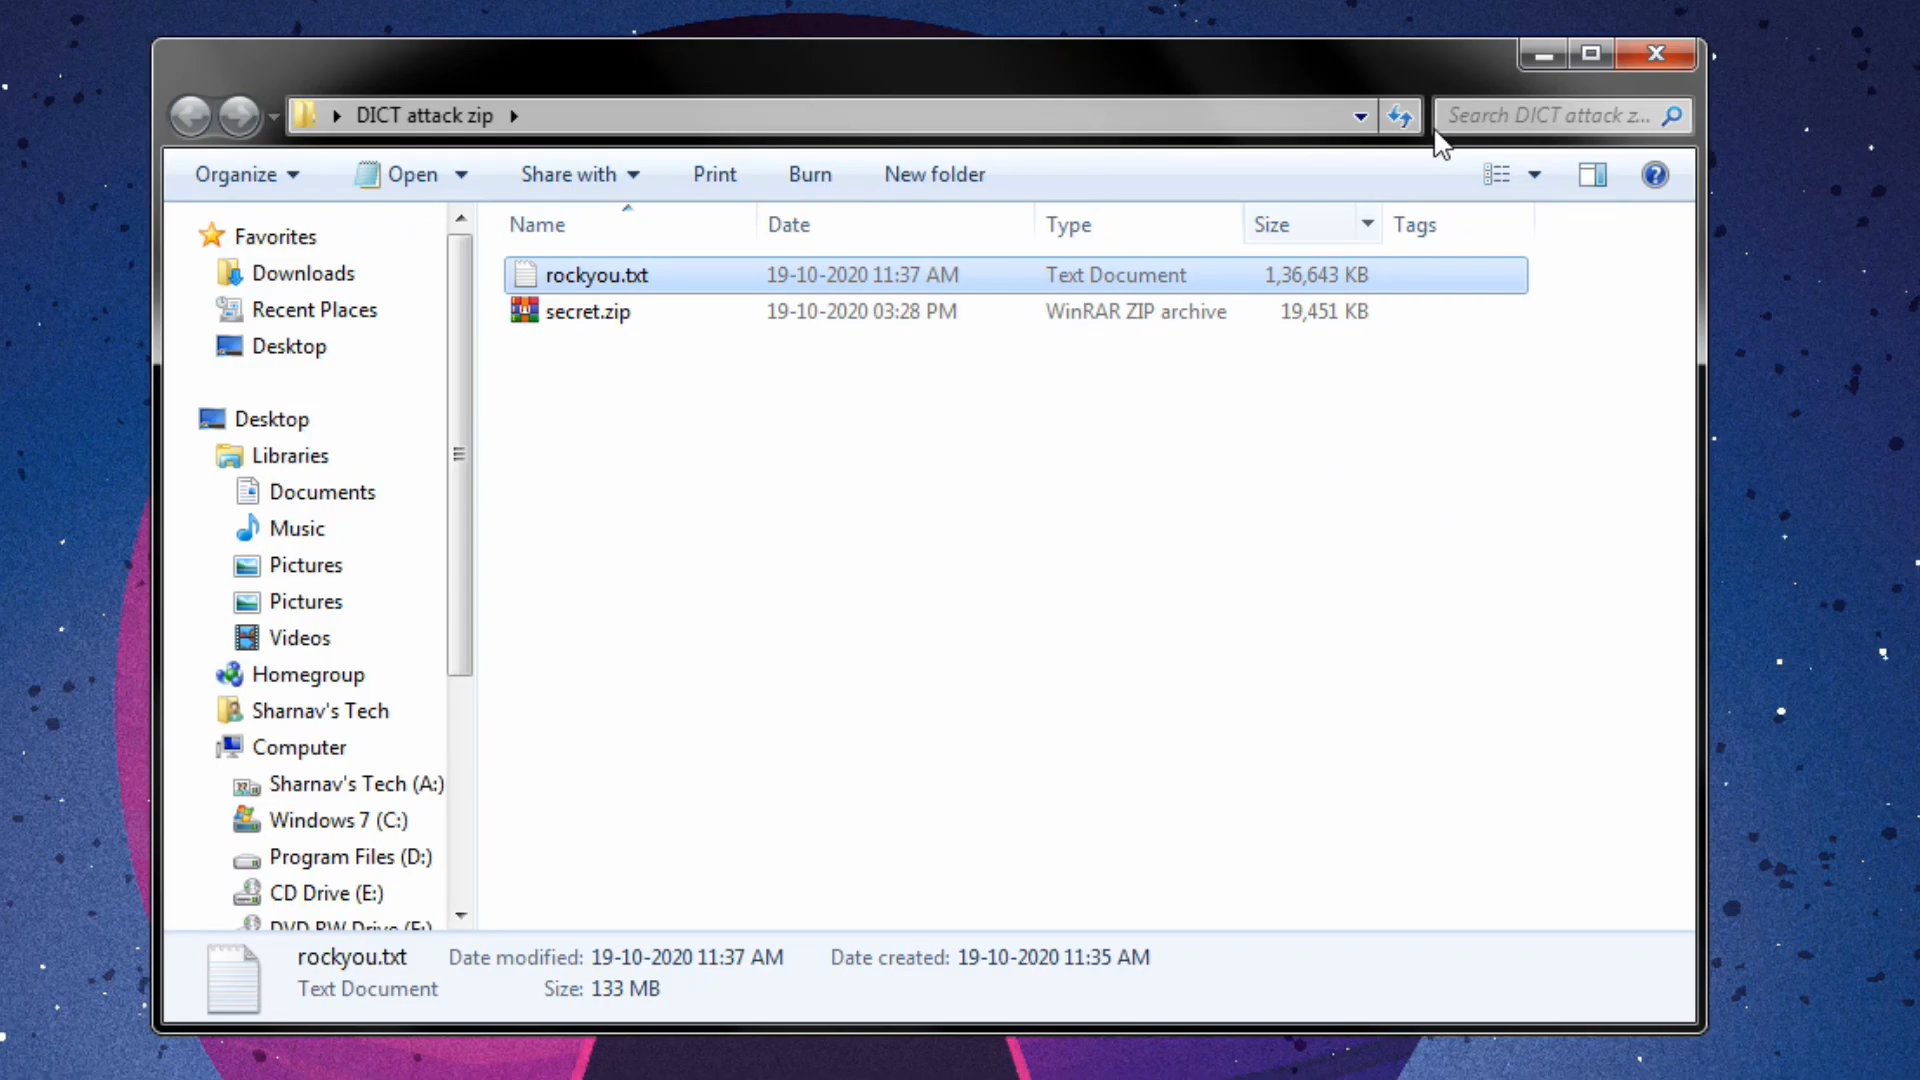 DICT attack zip
Search DICT attack z...
Organize
Open
Share with
Print
Burn
New folder
Name
Date
Type
Size
Tags
rockyou.txt 19-10-2020 11:37 AM Text Document 1,36,643 KB
secret.zip 19-10-2020 03:28 PM WinRAR ZIP archive 19,451 KB
Favorites
Downloads
Recent Places
Desktop
Desktop
Libraries
Documents
Music
Pictures
Pictures
Videos
Homegroup
Sharnav's Tech
Computer
Sharnav's Tech (A:)
Windows 7 (C:)
Program Files (D:)
CD Drive (E:)
DVD RW Drive (F:)
rockyou.txt Date modified: 19-10-2020 11:37 AM Date created: 19-10-2020 11:35 AM
Text Document Size: 133 MB